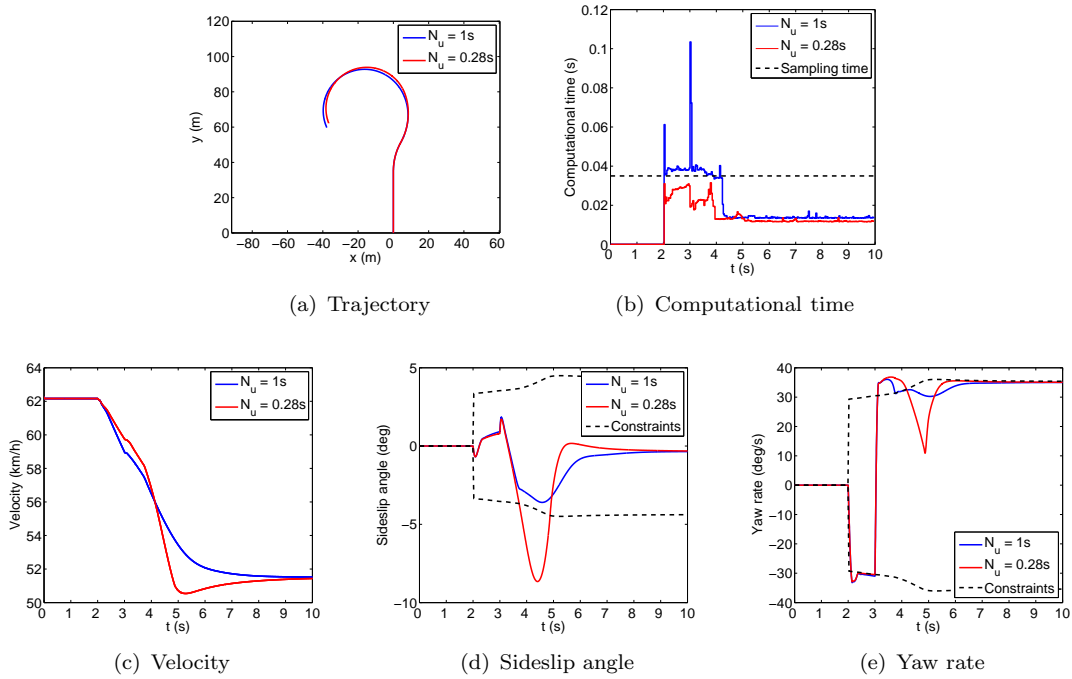 120
100
80
60
40
20
0
y (m)
−80 −60 −40 −20 0 20 40 60
x (m)
N_u = 1s
N_u = 0.28s
(a) Trajectory
0.12
0.1
0.08
0.06
0.04
0.02
0
Computational time (s)
0 1 2 3 4 5 6 7 8 9 10
t (s)
N_u = 1s
N_u = 0.28s
Sampling time
(b) Computational time
64
62
60
58
56
54
52
50
Velocity (km/h)
0 1 2 3 4 5 6 7 8 9 10
t (s)
N_u = 1s
N_u = 0.28s
(c) Velocity
5
0
−5
−10
Sideslip angle (deg)
0 1 2 3 4 5 6 7 8 9 10
t (s)
N_u = 1s
N_u = 0.28s
Constraints
(d) Sideslip angle
40
30
20
10
0
−10
−20
−30
−40
Yaw rate (deg/s)
0 1 2 3 4 5 6 7 8 9 10
t (s)
N_u = 1s
N_u = 0.28s
Constraints
(e) Yaw rate